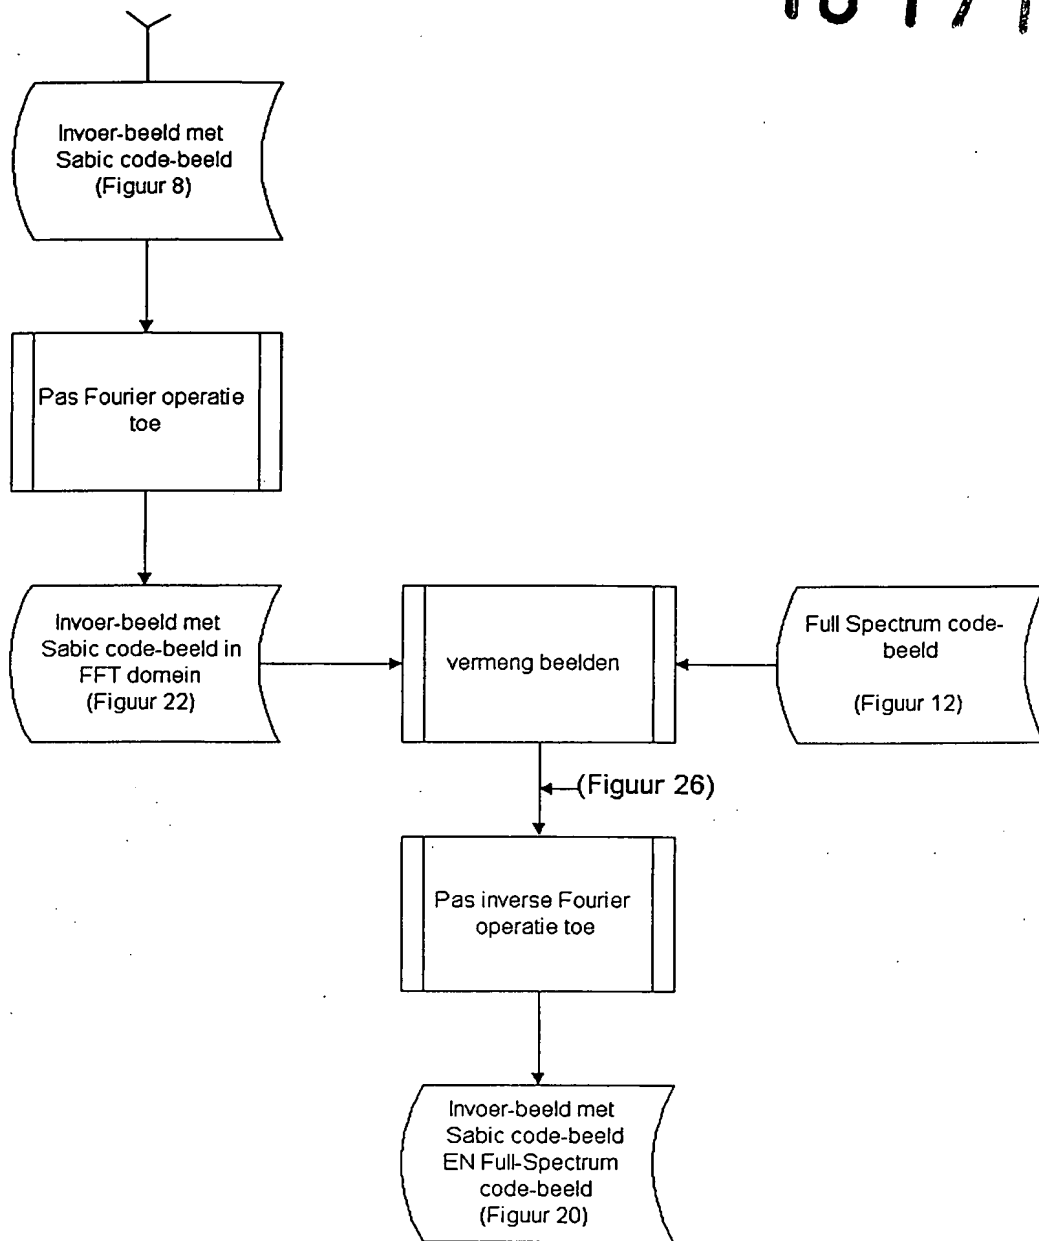 Invoer-beeld met
Sabic code-beeld
(Figuur 8)
Pas Fourier operatie
toe
Invoer-beeld met
Sabic code-beeld in
FFT domein
(Figuur 22)
vermeng beelden
Full Spectrum code-
beeld
(Figuur 12)
(Figuur 26)
Pas inverse Fourier
operatie toe
Invoer-beeld met
Sabic code-beeld
EN Full-Spectrum
code-beeld
(Figuur 20)